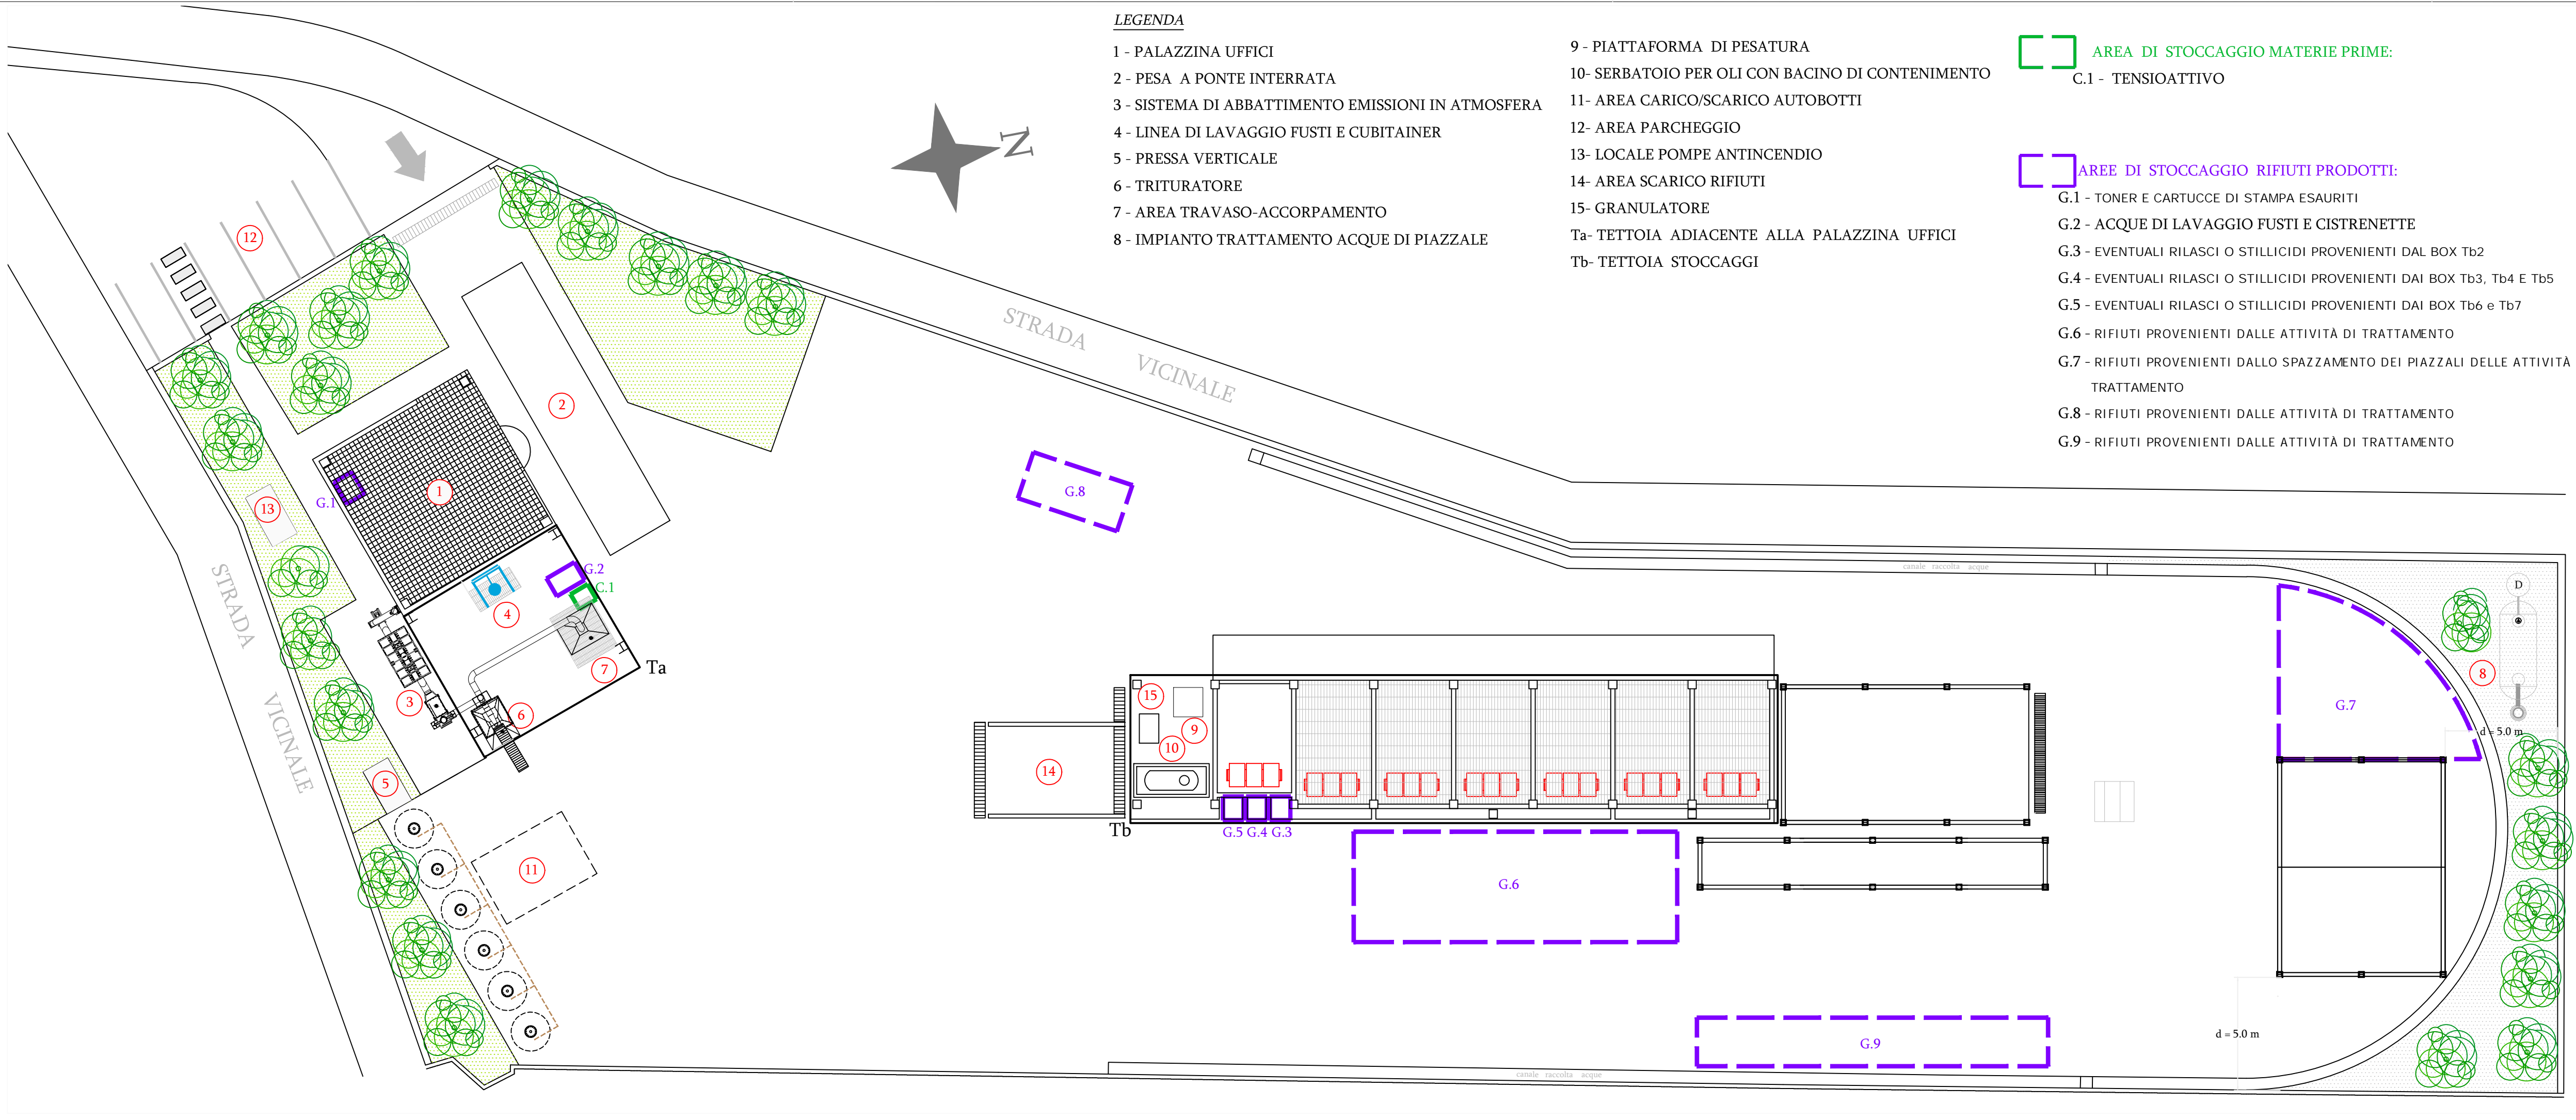 LEGENDA
1 - PALAZZINA UFFICI
2 - PESA A PONTE INTERRATA
3 - SISTEMA DI ABBATTIMENTO EMISSIONI IN ATMOSFERA
4 - LINEA DI LAVAGGIO FUSTI E CUBITAINER
5 - PRESSA VERTICALE
6 - TRITURATORE
7 - AREA TRAVASO-ACCORPAMENTO
8 - IMPIANTO TRATTAMENTO ACQUE DI PIAZZALE
9 - PIATTAFORMA DI PESATURA
10- SERBATOIO PER OLI CON BACINO DI CONTENIMENTO
11- AREA CARICO/SCARICO AUTOBOTTI
12- AREA PARCHEGGIO
13- LOCALE POMPE ANTINCENDIO
14- AREA SCARICO RIFIUTI
15- GRANULATORE
Ta- TETTOIA ADIACENTE ALLA PALAZZINA UFFICI
Tb- TETTOIA STOCCAGGI
AREA DI STOCCAGGIO MATERIE PRIME:
C.1 - TENSIOATTIVO
AREE DI STOCCAGGIO RIFIUTI PRODOTTI:
G.1 - TONER E CARTUCCE DI STAMPA ESAURITI
G.2 - ACQUE DI LAVAGGIO FUSTI E CISTRENETTE
G.3 - EVENTUALI RILASCI O STILLICIDI PROVENIENTI DAL BOX Tb2
G.4 - EVENTUALI RILASCI O STILLICIDI PROVENIENTI DAI BOX Tb3, Tb4 E Tb5
G.5 - EVENTUALI RILASCI O STILLICIDI PROVENIENTI DAI BOX Tb6 e Tb7
G.6 - RIFIUTI PROVENIENTI DALLE ATTIVITÀ DI TRATTAMENTO
G.7 - RIFIUTI PROVENIENTI DALLO SPAZZAMENTO DEI PIAZZALI DELLE ATTIVITÀ
TRATTAMENTO
G.8 - RIFIUTI PROVENIENTI DALLE ATTIVITÀ DI TRATTAMENTO
G.9 - RIFIUTI PROVENIENTI DALLE ATTIVITÀ DI TRATTAMENTO
N
12
STRADA VICINALE
2
1
G.1
13
G.8
G.2
C.1
4
canale raccolta acque
D
STRADA VICINALE
7
Ta
3
6
8
15
9
10
G.7
d = 5.0 m
14
5
Tb
G.5 G.4 G.3
11
G.6
d = 5.0 m
G.9
canale raccolta acque